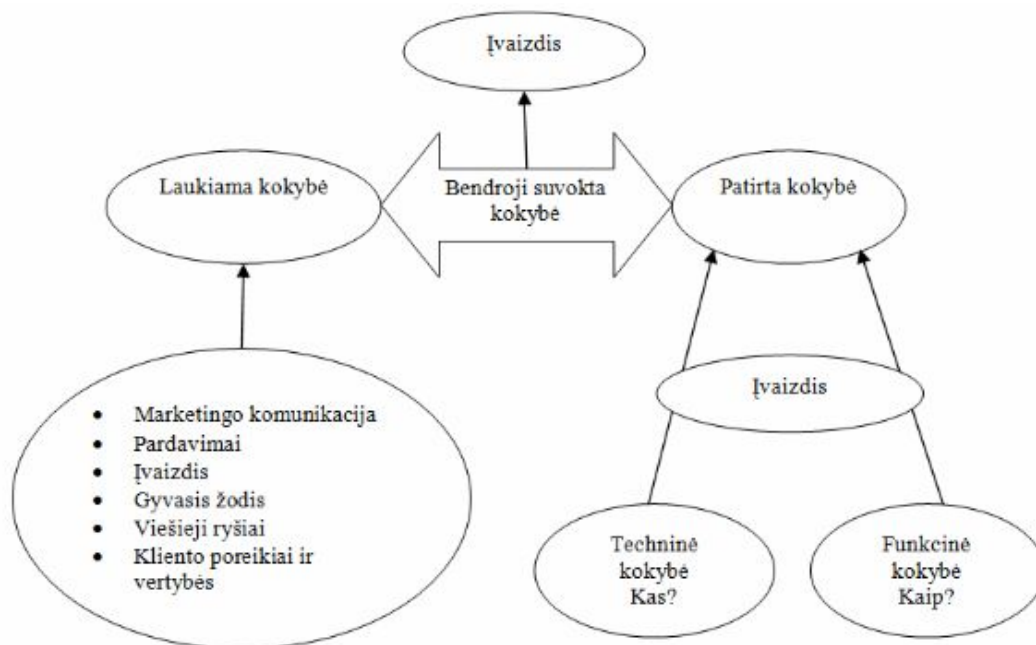 Įvaizdis
Laukiama kokybė
Bendroji suvokta
kokybė
Patirta kokybė
Įvaizdis
• Marketingo komunikacija
• Pardavimai
• Įvaizdis
• Gyvasis žodis
• Viešieji ryšiai
• Kliento poreikiai ir
vertybės
Techninė
kokybė
Kas?
Funkcinė
kokybė
Kaip?